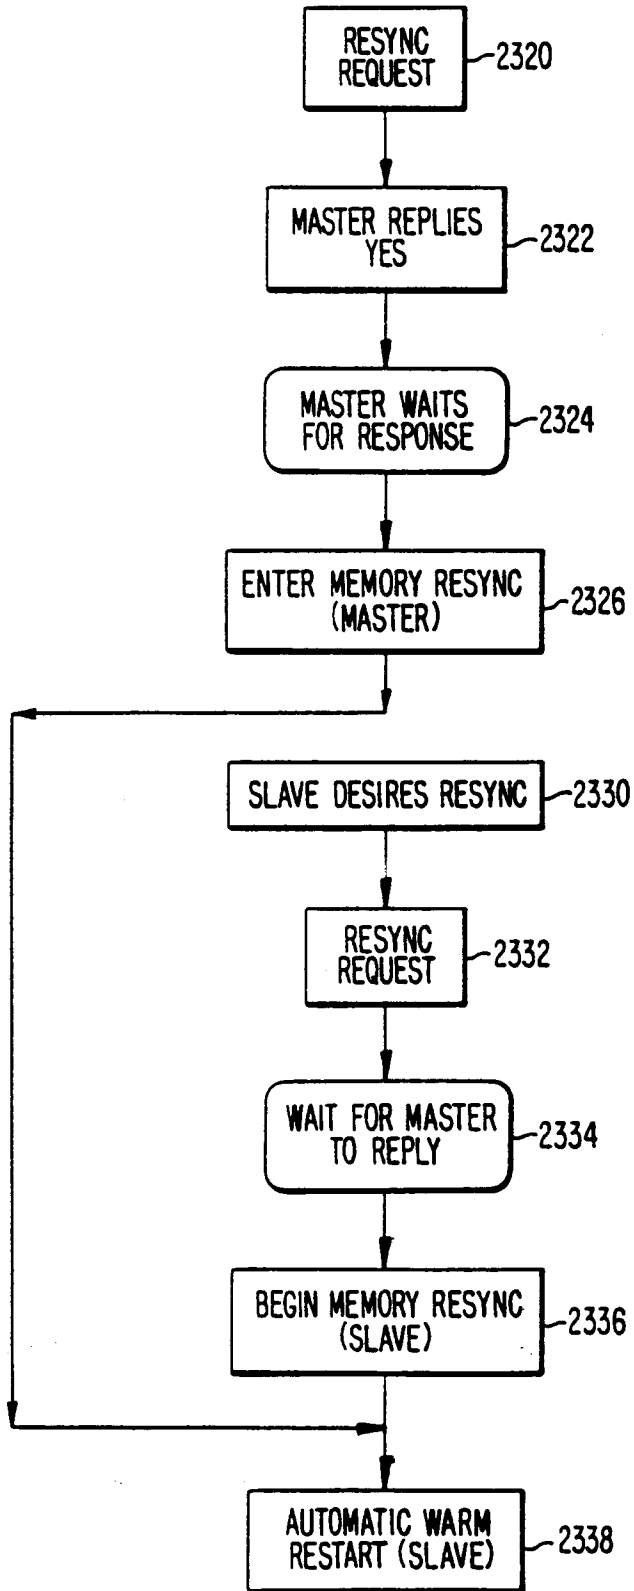 RESYNC
REQUEST
2320
MASTER REPLIES
YES
2322
MASTER WAITS
FOR RESPONSE
2324
ENTER MEMORY RESYNC
(MASTER)
2326
SLAVE DESIRES RESYNC
2330
RESYNC
REQUEST
2332
WAIT FOR MASTER
TO REPLY
2334
BEGIN MEMORY RESYNC
(SLAVE)
2336
AUTOMATIC WARM
RESTART (SLAVE)
2338